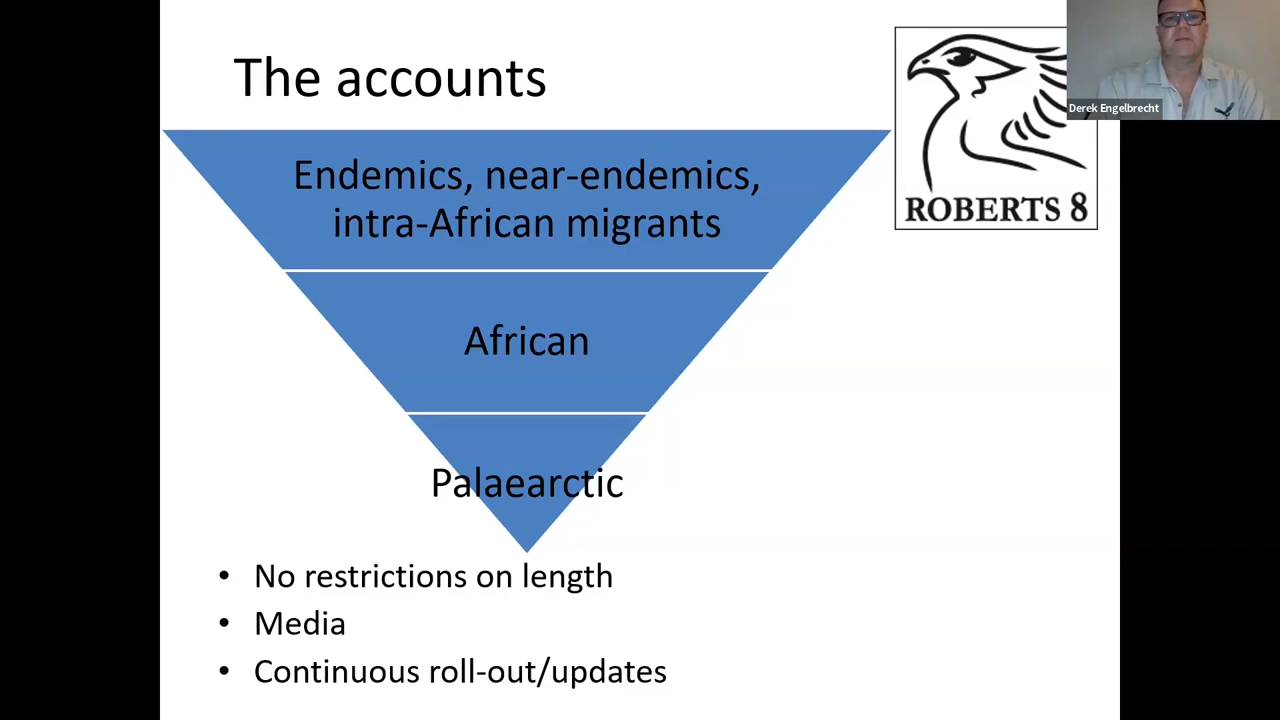 The accounts
Endemics, near-endemics,
intra-African migrants
African
Palaearctic
• No restrictions on length
• Media
• Continuous roll-out/updates
ROBERTS 8
Derek Engelbrecht